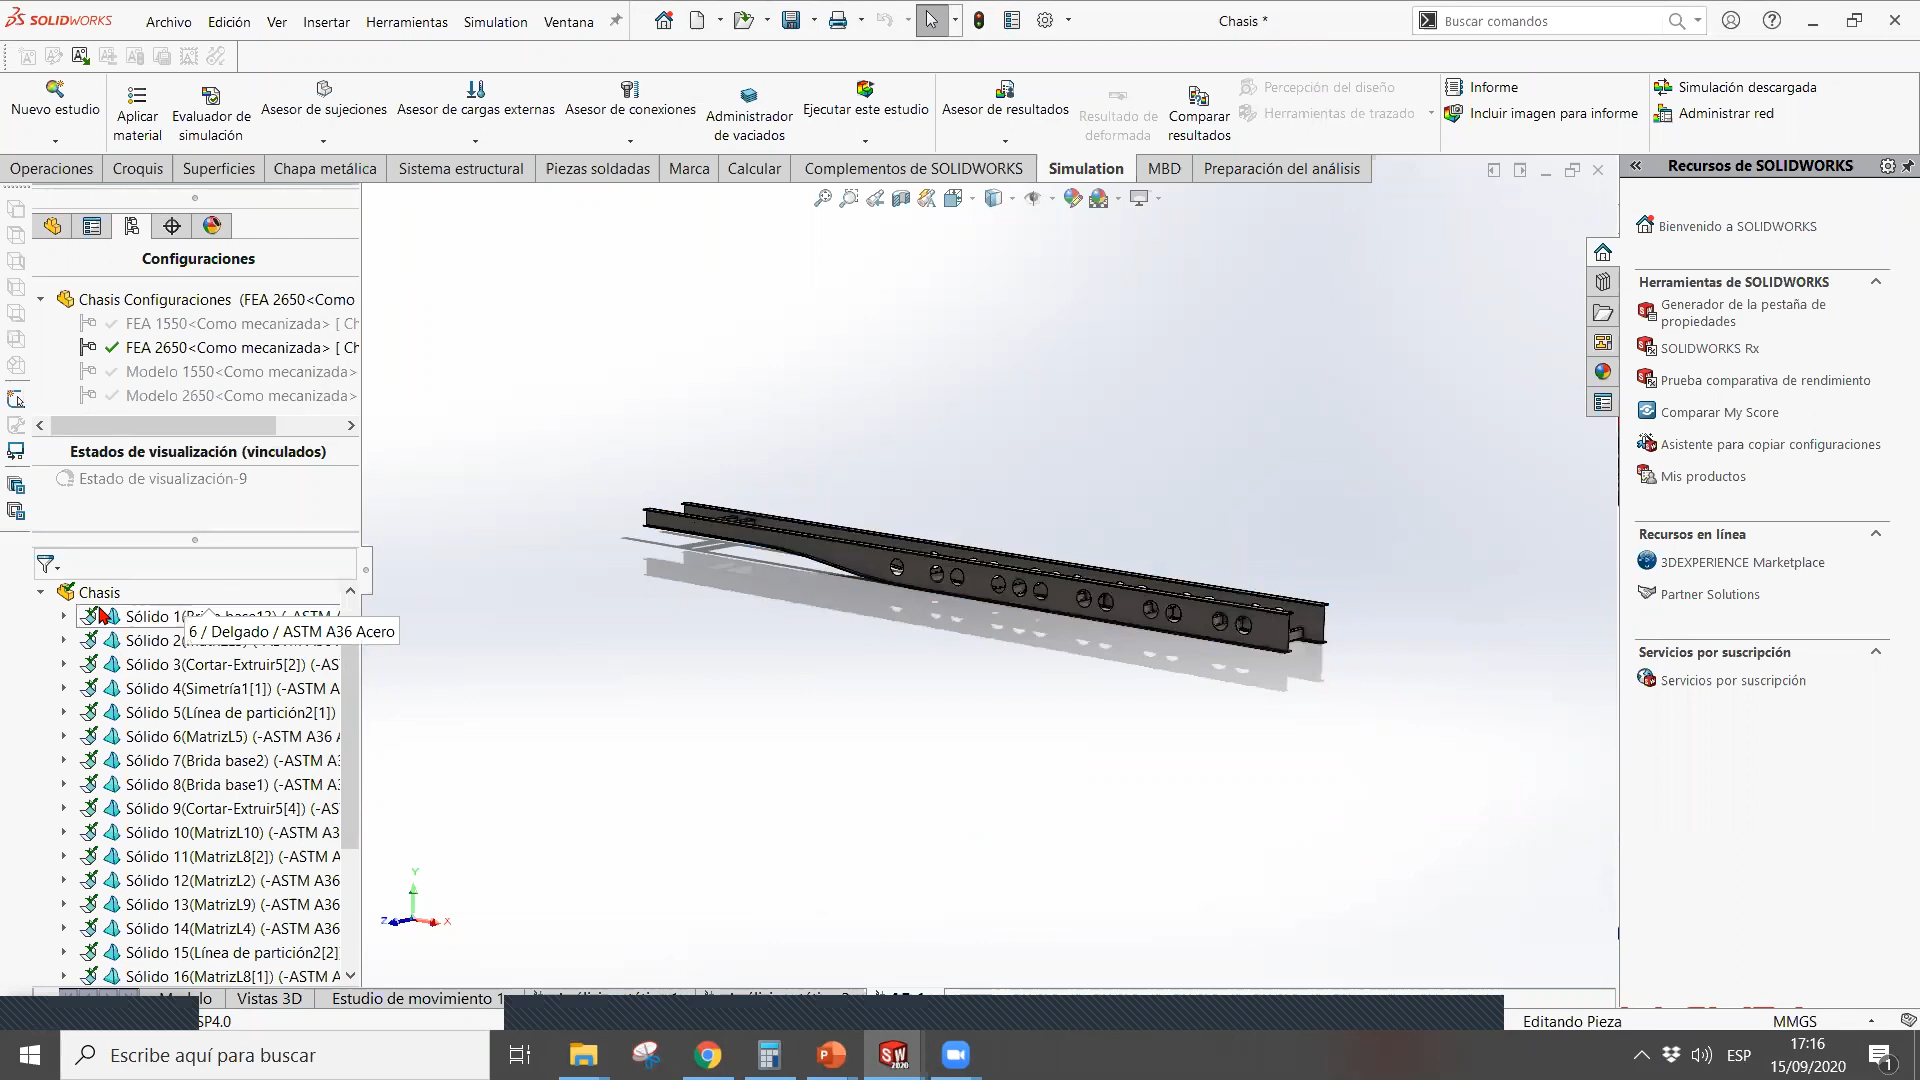 SOLIDWORKS
Archivo Edición Ver Insertar Herramientas Simulation Ventana
Chasis *
Buscar comandos
Nuevo estudio
Aplicar material
Evaluador de simulación
Asesor de sujeciones
Asesor de cargas externas
Asesor de conexiones
Administrador de vaciados
Ejecutar este estudio
Asesor de resultados
Resultado de deformada
Comparar resultados
Percepción del diseño
Herramientas de trazado
Informe
Incluir imagen para informe
Simulación descargada
Administrar red
Operaciones Croquis Superficies Chapa metálica Sistema estructural Piezas soldadas Marca Calcular Complementos de SOLIDWORKS Simulation MBD Preparación del análisis
Configuraciones
Chasis Configuraciones (FEA 2650<Como
FEA 1550<Como mecanizada> [ Ch
FEA 2650<Como mecanizada> [ Ch
Modelo 1550<Como mecanizada>
Modelo 2650<Como mecanizada>
Estados de visualización (vinculados)
Estado de visualización-9
Chasis
Sólido 1(Brida base12) (-ASTM A
6 / Delgado / ASTM A36 Acero
Sólido 2(
Sólido 3(Cortar-Extruir5[2]) (-AS
Sólido 4(Simetría1[1]) (-ASTM A
Sólido 5(Línea de partición2[1])
Sólido 6(MatrizL5) (-ASTM A36 A
Sólido 7(Brida base2) (-ASTM A3
Sólido 8(Brida base1) (-ASTM A3
Sólido 9(Cortar-Extruir5[4]) (-AS
Sólido 10(MatrizL10) (-ASTM A3
Sólido 11(MatrizL8[2]) (-ASTM A
Sólido 12(MatrizL2) (-ASTM A36
Sólido 13(MatrizL9) (-ASTM A36
Sólido 14(MatrizL4) (-ASTM A36
Sólido 15(Línea de partición2[2]
Sólido 16(MatrizL8[1]) (-ASTM A
Y
Z X
Recursos de SOLIDWORKS
Bienvenido a SOLIDWORKS
Herramientas de SOLIDWORKS
Generador de la pestaña de propiedades
SOLIDWORKS Rx
Prueba comparativa de rendimiento
Comparar My Score
Asistente para copiar configuraciones
Mis productos
Recursos en línea
3DEXPERIENCE Marketplace
Partner Solutions
Servicios por suscripción
Servicios por suscripción
Modelo Vistas 3D Estudio de movimiento 1
SP4.0
Editando Pieza
MMGS
Escribe aquí para buscar
SW
2020
ESP
17:16
15/09/2020
1